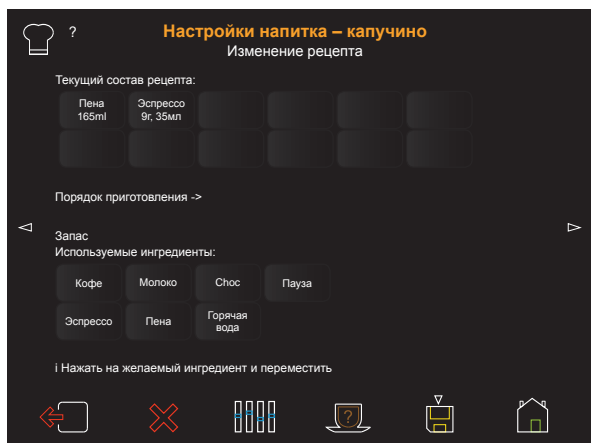 ?
Настройки напитка – капучино
Изменение рецепта
Текущий состав рецепта:
Пена
165ml
Эспрессо
9г, 35мл
Порядок приготовления ->
Запас
Используемые ингредиенты:
Кофе
Молоко
Choc
Пауза
Эспрессо
Пена
Горячая
вода
i Нажать на желаемый ингредиент и переместить
?